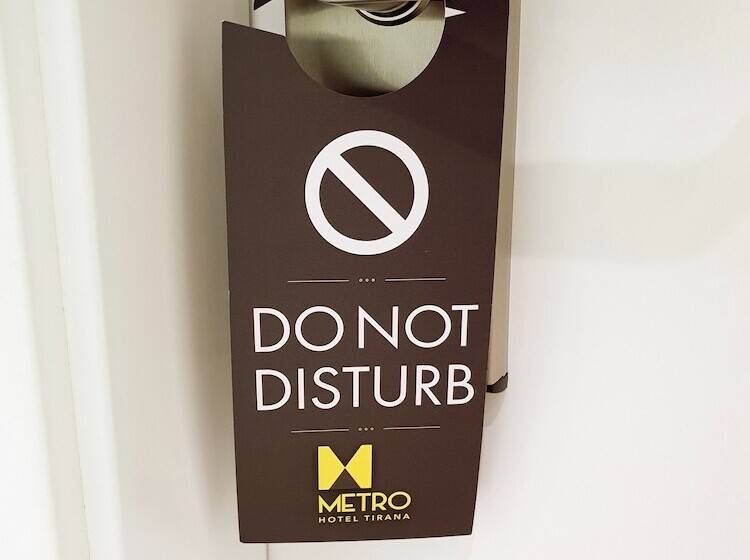 DO NOT
DISTURB
METRO
HOTEL TIRANA